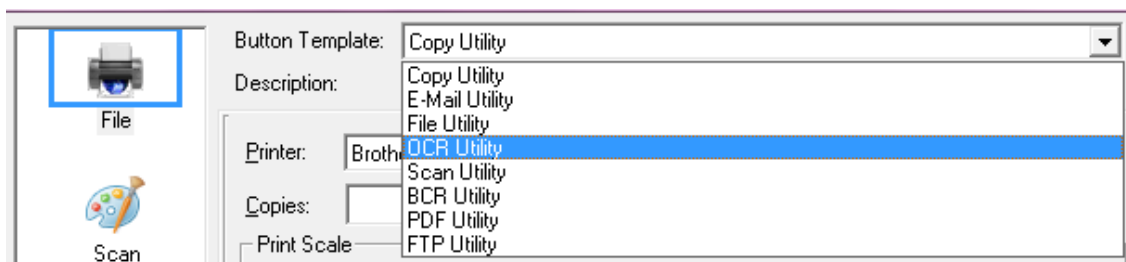 Button Template: Copy Utility
Description:
Copy Utility
E-Mail Utility
File Utility
OCR Utility
Scan Utility
BCR Utility
PDF Utility
FTP Utility
File
Printer:
Copies:
Print Scale
Scan